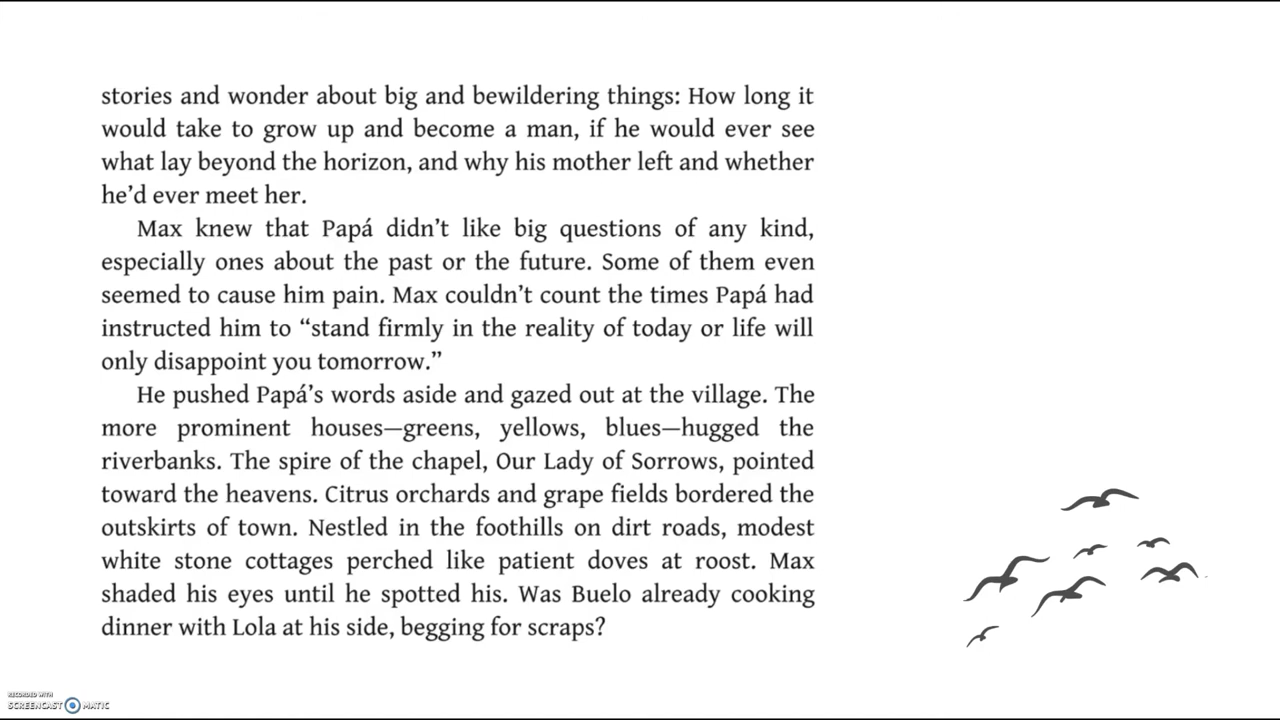 stories and wonder about big and bewildering things: How long it
would take to grow up and become a man, if he would ever see
what lay beyond the horizon, and why his mother left and whether
he’d ever meet her.
Max knew that Papá didn’t like big questions of any kind,
especially ones about the past or the future. Some of them even
seemed to cause him pain. Max couldn’t count the times Papá had
instructed him to “stand firmly in the reality of today or life will
only disappoint you tomorrow.”
He pushed Papá’s words aside and gazed out at the village. The
more prominent houses—greens, yellows, blues—hugged the
riverbanks. The spire of the chapel, Our Lady of Sorrows, pointed
toward the heavens. Citrus orchards and grape fields bordered the
outskirts of town. Nestled in the foothills on dirt roads, modest
white stone cottages perched like patient doves at roost. Max
shaded his eyes until he spotted his. Was Buelo already cooking
dinner with Lola at his side, begging for scraps?
RECORDED WITH
SCREENCAST MATIC